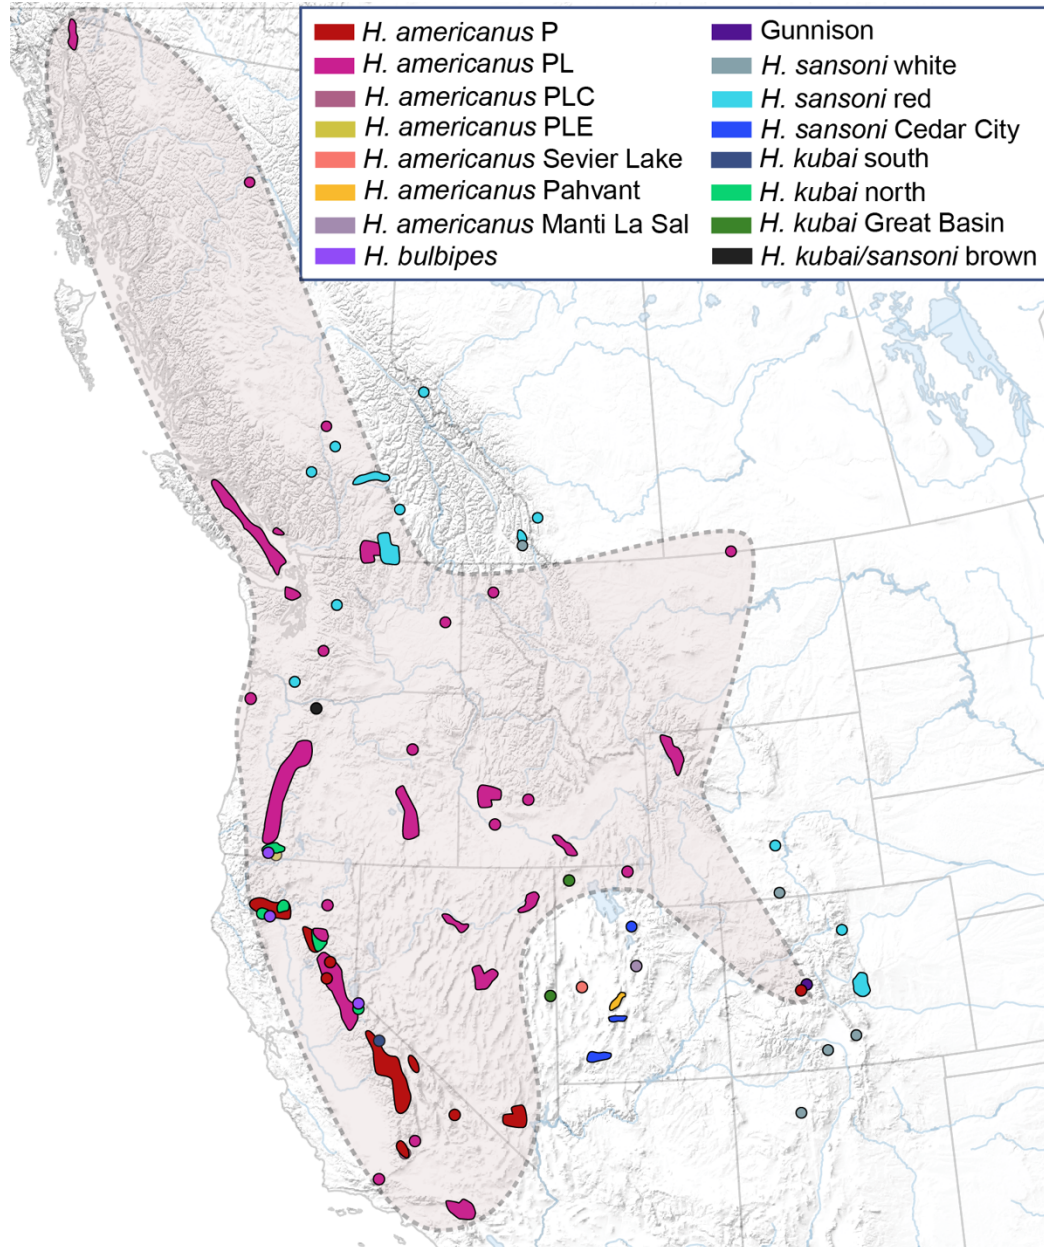 H. americanus P
H. americanus PL
H. americanus PLC
H. americanus PLE
H. americanus Sevier Lake
H. americanus Pahvant
H. americanus Manti La Sal
H. bulbipes
Gunnison
H. sansoni white
H. sansoni red
H. sansoni Cedar City
H. kubai south
H. kubai north
H. kubai Great Basin
H. kubai/sansoni brown